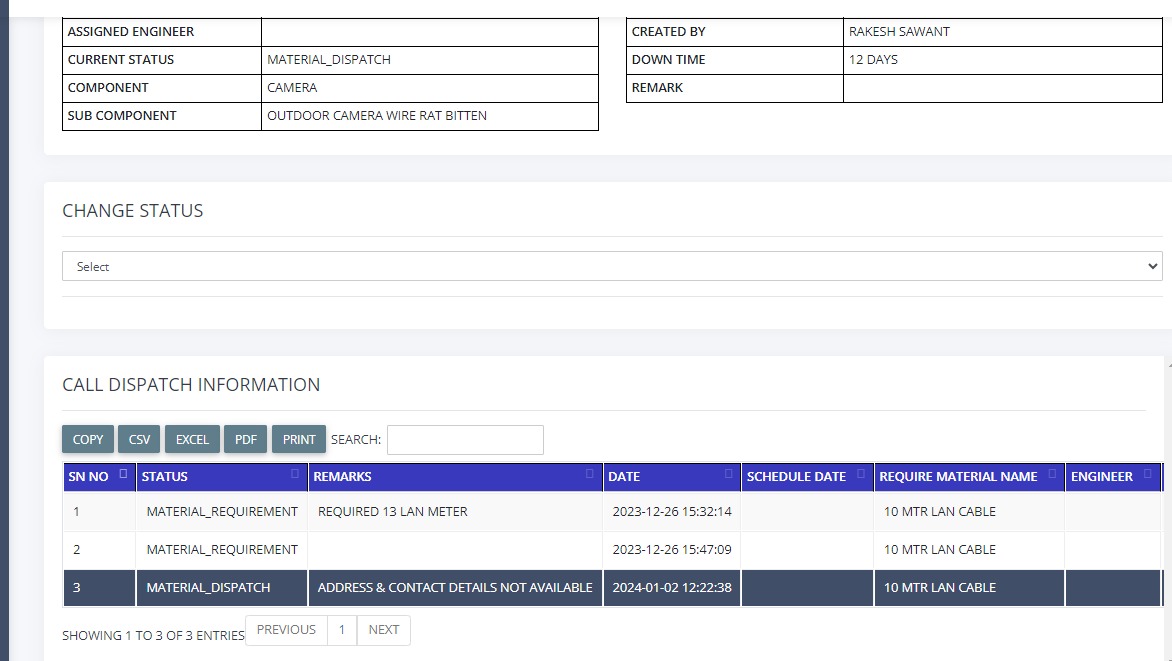 ASSIGNED ENGINEER
CREATED BY RAKESH SAWANT
CURRENT STATUS MATERIAL_DISPATCH
DOWN TIME 12 DAYS
COMPONENT CAMERA
REMARK
SUB COMPONENT OUTDOOR CAMERA WIRE RAT BITTEN
CHANGE STATUS
Select
CALL DISPATCH INFORMATION
COPY CSV EXCEL PDF PRINT SEARCH:
SN NO STATUS REMARKS DATE SCHEDULE DATE REQUIRE MATERIAL NAME ENGINEER
1 MATERIAL_REQUIREMENT REQUIRED 13 LAN METER 2023-12-26 15:32:14 10 MTR LAN CABLE
2 MATERIAL_REQUIREMENT 2023-12-26 15:47:09 10 MTR LAN CABLE
3 MATERIAL_DISPATCH ADDRESS & CONTACT DETAILS NOT AVAILABLE 2024-01-02 12:22:38 10 MTR LAN CABLE
SHOWING 1 TO 3 OF 3 ENTRIES PREVIOUS 1 NEXT